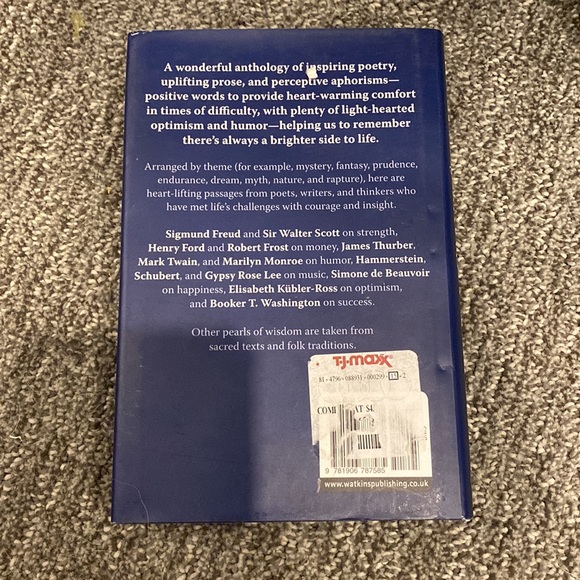 A wonderful anthology of inspiring poetry,
uplifting prose, and perceptive aphorisms—
positive words to provide heart-warming comfort
in times of difficulty, with plenty of light-hearted
optimism and humor—helping us to remember
there's always a brighter side to life.
Arranged by theme (for example, mystery, fantasy, prudence,
endurance, dream, myth, nature, and rapture), here are
heart-lifting passages from poets, writers, and thinkers who
have met life's challenges with courage and insight.
Sigmund Freud and Sir Walter Scott on strength,
Henry Ford and Robert Frost on money, James Thurber,
Mark Twain, and Marilyn Monroe on humor, Hammerstein,
Schubert, and Gypsy Rose Lee on music, Simone de Beauvoir
on happiness, Elisabeth Kübler-Ross on optimism,
and Booker T. Washington on success.
Other pearls of wisdom are taken from
sacred texts and folk traditions.
T·J·maxx
81-4796-088931-000299-
-2
9 781906 787585
www.watkinspublishing.co.uk